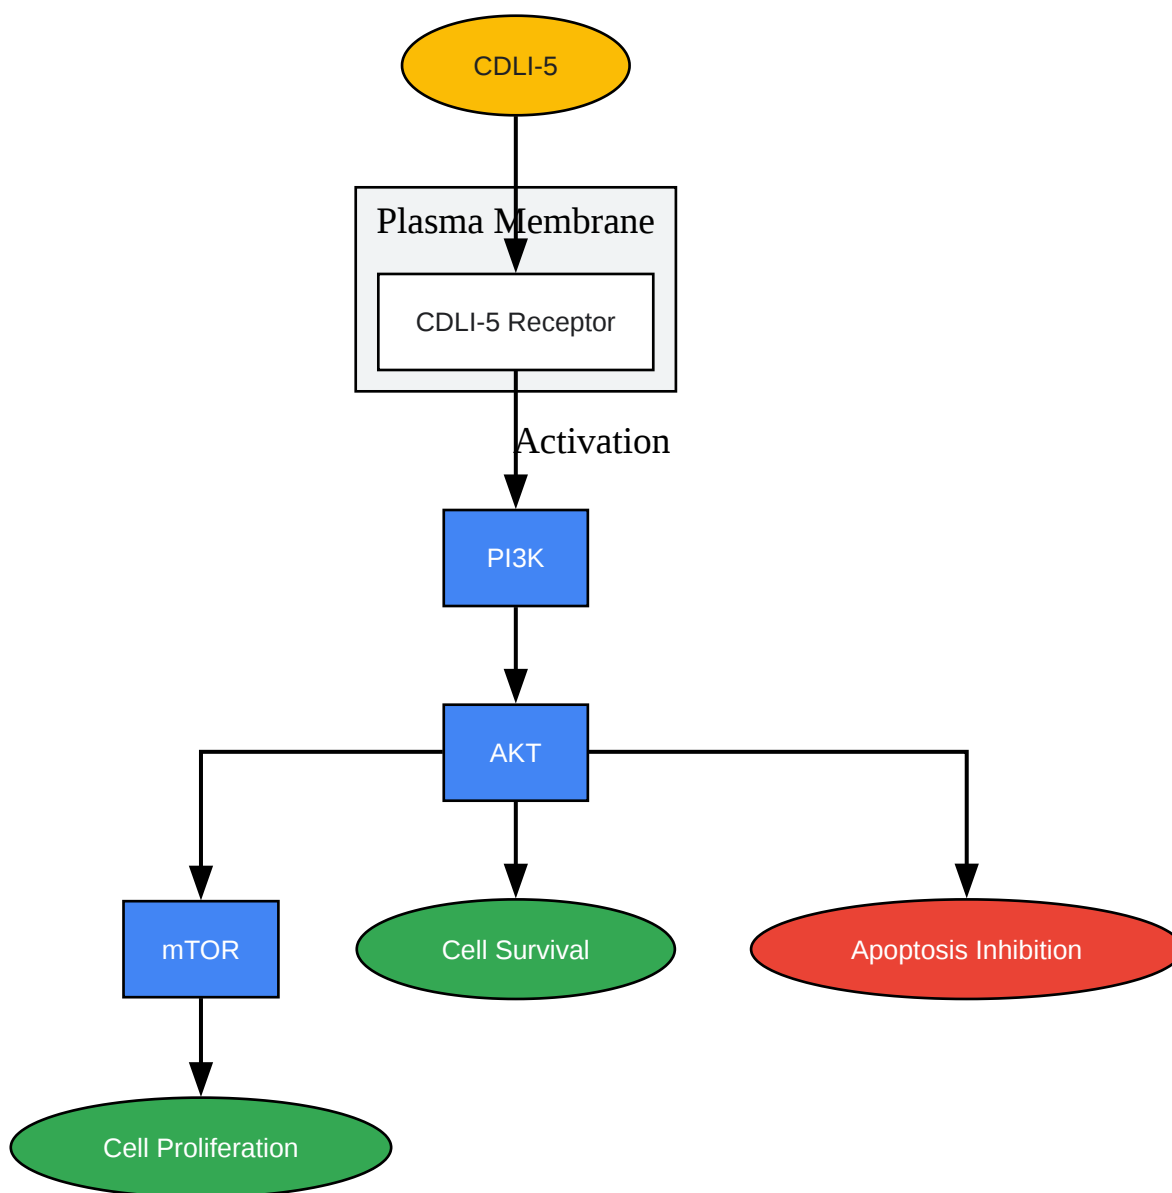 CDLI-5
Plasma Membrane
CDLI-5 Receptor
Activation
PI3K
AKT
mTOR
Cell Survival
Apoptosis Inhibition
Cell Proliferation